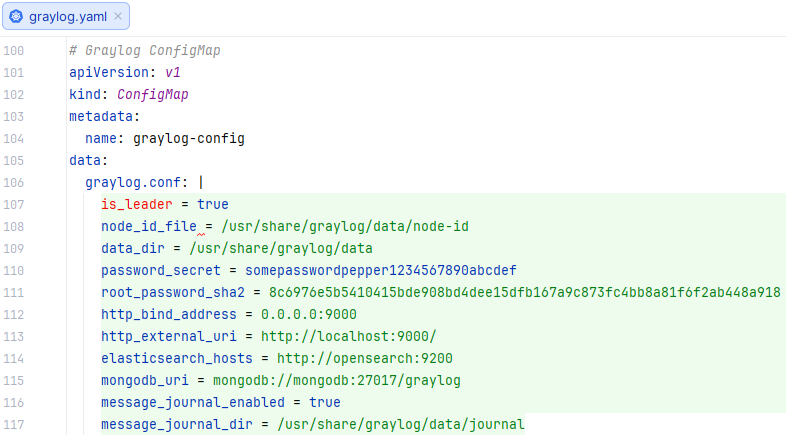 graylog.yaml
100 # Graylog ConfigMap
101 apiVersion: v1
102 kind: ConfigMap
103 metadata:
104 name: graylog-config
105 data:
106 graylog.conf: |
107 is_leader = true
108 node_id_file = /usr/share/graylog/data/node-id
109 data_dir = /usr/share/graylog/data
110 password_secret = somepasswordpepper1234567890abcdef
111 root_password_sha2 = 8c6976e5b5410415bde908bd4dee15dfb167a9c873fc4bb8a81f6f2ab448a918
112 http_bind_address = 0.0.0.0:9000
113 http_external_uri = http://localhost:9000/
114 elasticsearch_hosts = http://opensearch:9200
115 mongodb_uri = mongodb://mongodb:27017/graylog
116 message_journal_enabled = true
117 message_journal_dir = /usr/share/graylog/data/journal